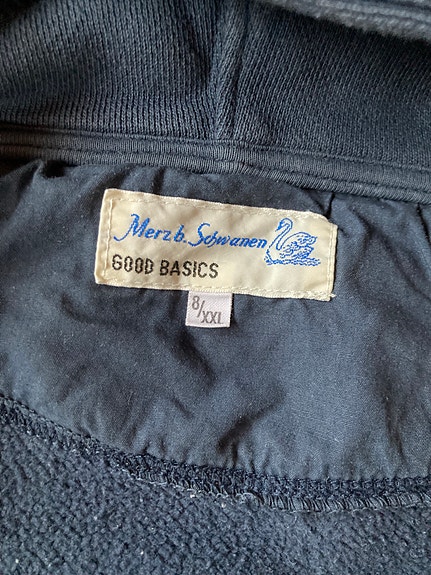 Merz b. Schwanen
GOOD BASICS
8/XXL